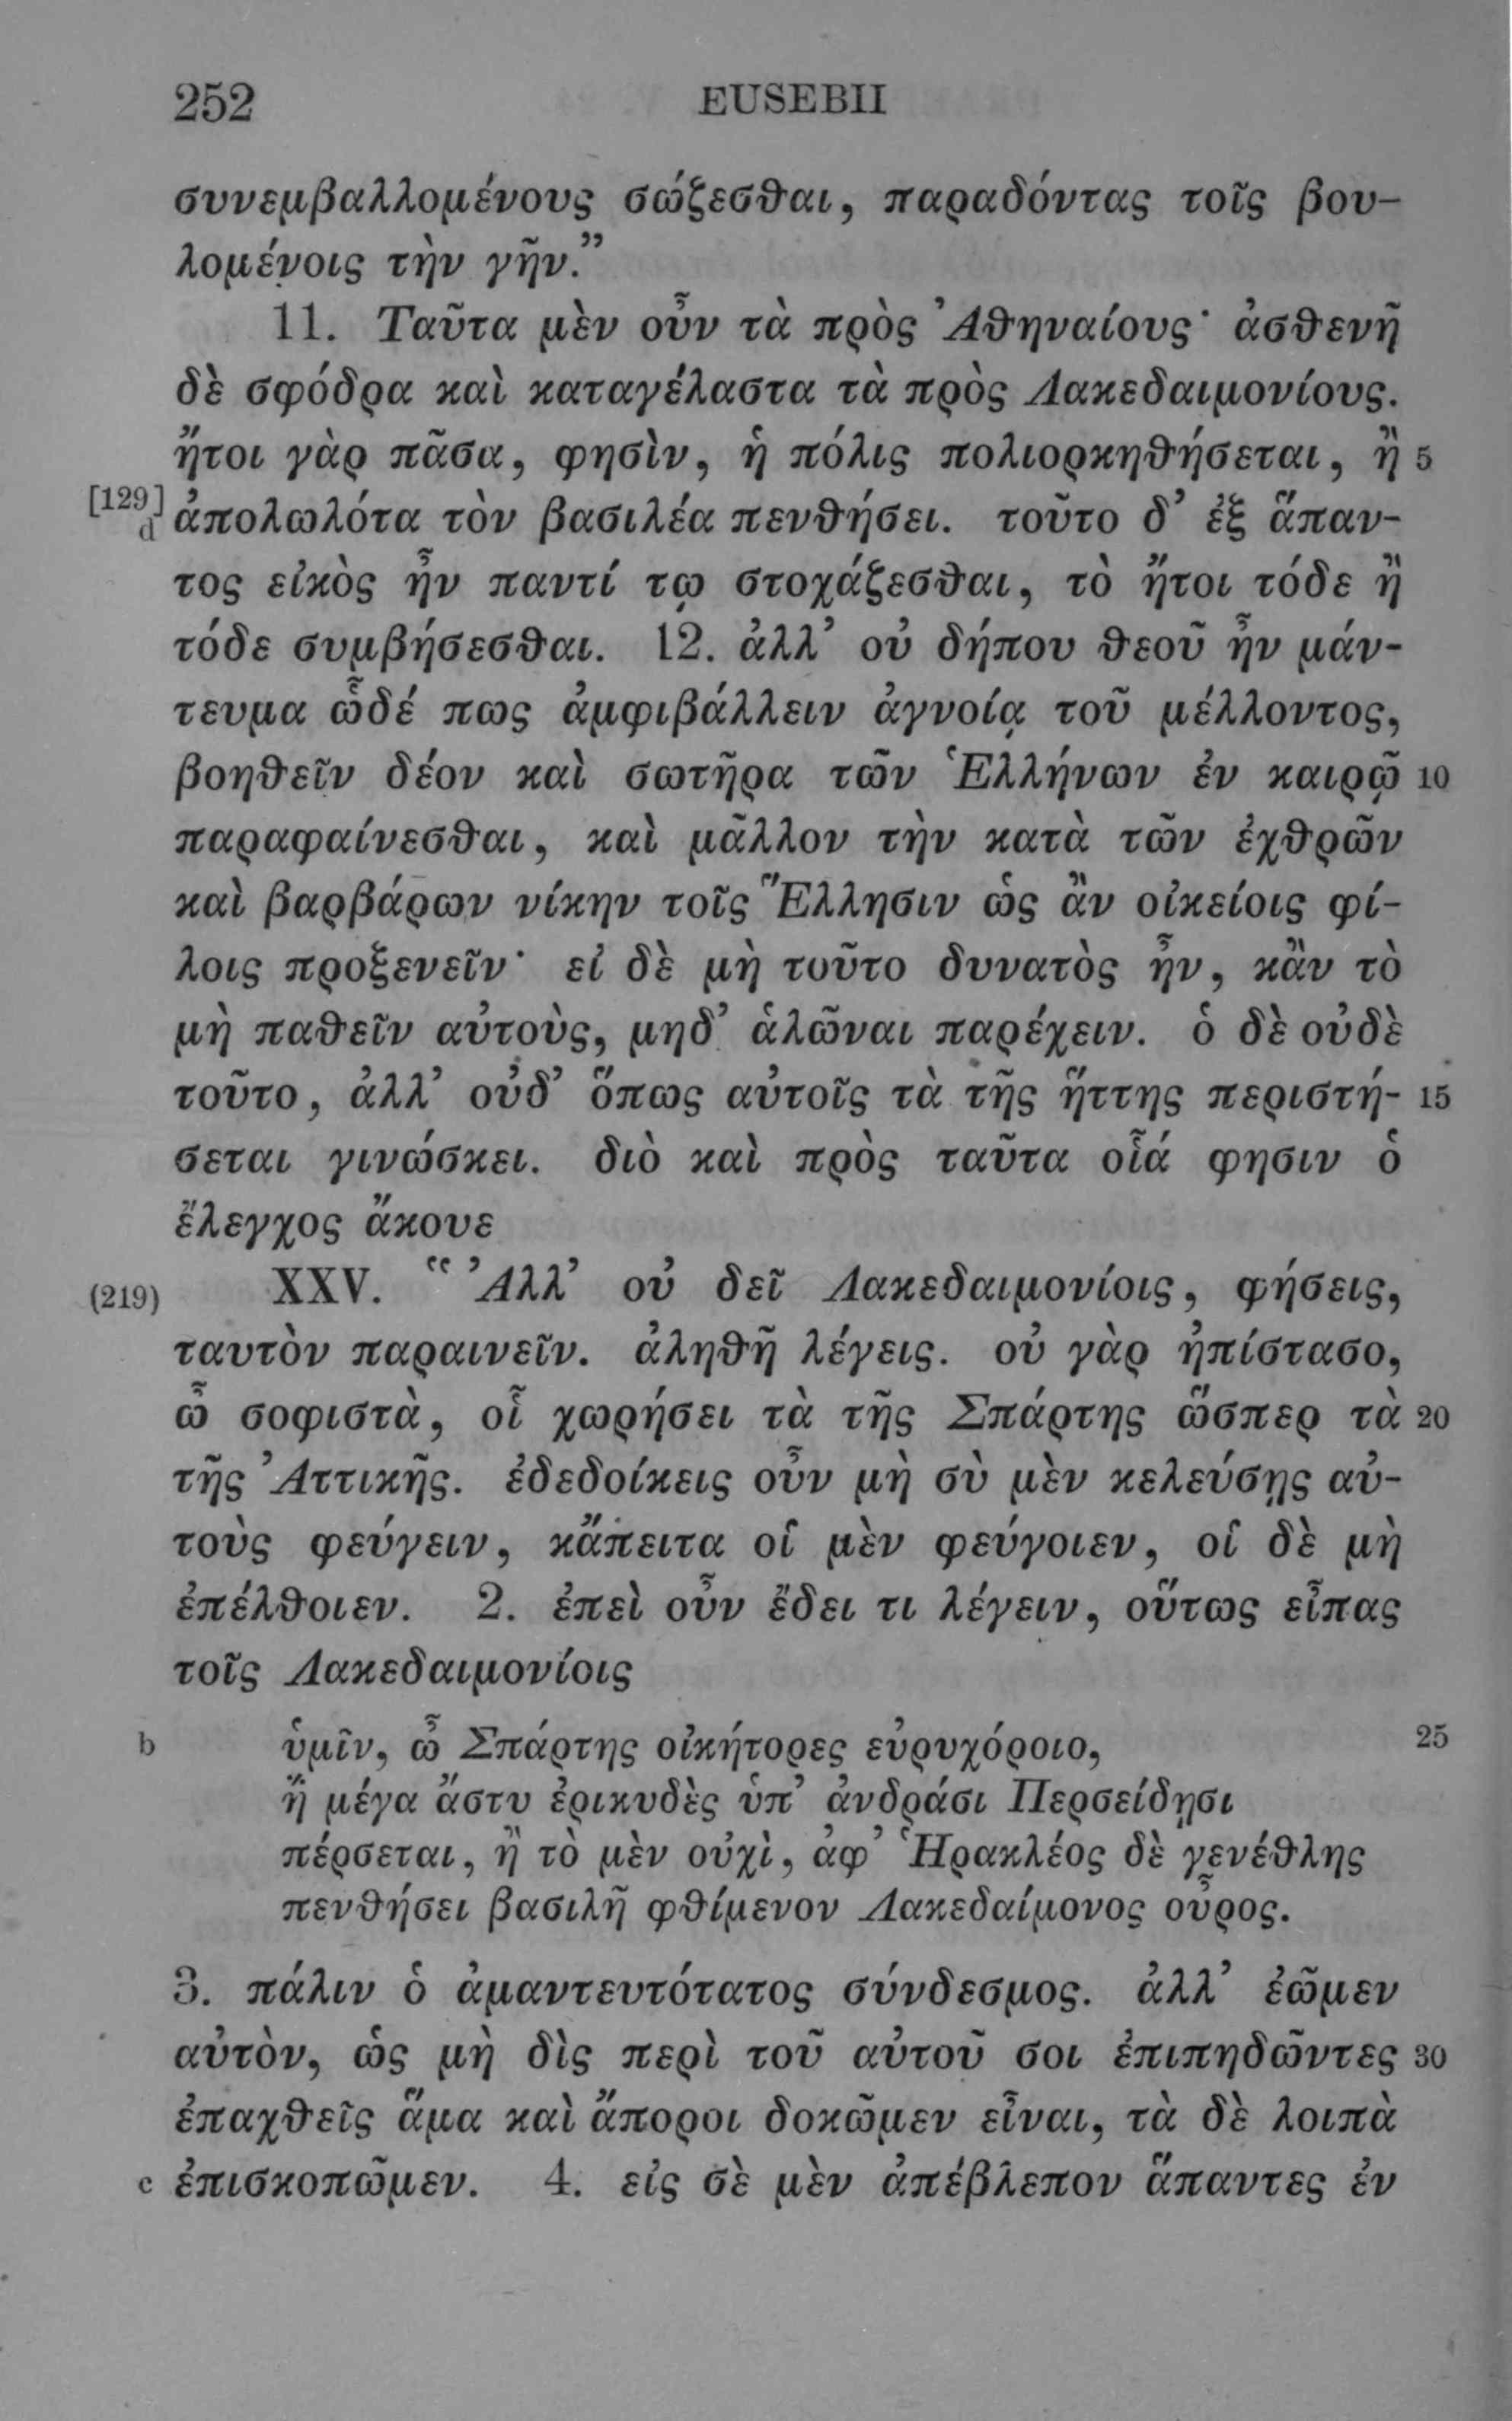 252 EUSEBII
συνεμβαλλομένους σώζεσθαι, παραδόντας τοῖς βου-
λομένοις τὴν γῆν.”
11. Ταῦτα μὲν οὖν τὰ πρὸς Ἀθηναίους· ἀσθενῆ
δὲ σφόδρα καὶ καταγέλαστα τὰ πρὸς Λακεδαιμονίους.
ἤτοι γὰρ πᾶσα, φησὶν, ἡ πόλις πολιορκηθήσεται, ἢ 5
[129] d ἀπολωλότα τὸν βασιλέα πενθήσει. τοῦτο δ’ ἐξ ἅπαν-
τος εἰκὸς ἦν παντί τῳ στοχάζεσθαι, τὸ ἤτοι τόδε ἢ
τόδε συμβήσεσθαι. 12. ἀλλ’ οὐ δήπου θεοῦ ἦν μάν-
τευμα ὧδέ πως ἀμφιβάλλειν ἀγνοίᾳ τοῦ μέλλοντος,
βοηθεῖν δέον καὶ σωτῆρα τῶν Ἑλλήνων ἐν καιρῷ 10
παραφαίνεσθαι, καὶ μᾶλλον τὴν κατὰ τῶν ἐχθρῶν
καὶ βαρβάρων νίκην τοῖς Ἕλλησιν ὡς ἂν οἰκείοις φί-
λοις προξενεῖν· εἰ δὲ μὴ τοῦτο δυνατὸς ἦν, κἂν τὸ
μὴ παθεῖν αὐτοὺς, μηδ’ ἁλῶναι παρέχειν. ὁ δὲ οὐδὲ
τοῦτο, ἀλλ’ οὐδ’ ὅπως αὐτοῖς τὰ τῆς ἥττης περιστή- 15
σεται γινώσκει. διὸ καὶ πρὸς ταῦτα οἷά φησιν ὁ
ἔλεγχος ἄκουε
(219) XXV. “Ἀλλ’ οὐ δεῖ Λακεδαιμονίοις, φήσεις,
ταυτὸν παραινεῖν. ἀληθῆ λέγεις. οὐ γὰρ ἠπίστασο,
ὦ σοφιστὰ, οἷ χωρήσει τὰ τῆς Σπάρτης ὥσπερ τὰ 20
τῆς Ἀττικῆς. ἐδεδοίκεις οὖν μὴ σὺ μὲν κελεύσῃς αὐ-
τοὺς φεύγειν, κἄπειτα οἱ μὲν φεύγοιεν, οἱ δὲ μὴ
ἐπέλθοιεν. 2. ἐπεὶ οὖν ἔδει τι λέγειν, οὕτως εἶπας
τοῖς Λακεδαιμονίοις
b ὑμῖν, ὦ Σπάρτης οἰκήτορες εὐρυχόροιο, 25
ἤ μέγα ἄστυ ἐρικυδὲς ὑπ’ ἀνδράσι Περσείδῃσι
πέρσεται, ἢ τὸ μὲν οὐχὶ, ἀφ’ Ἡρακλέος δὲ γενέθλης
πενθήσει βασιλῆ φθίμενον Λακεδαίμονος οὖρος.
3. πάλιν ὁ ἀμαντευτότατος σύνδεσμος. ἀλλ’ ἐῶμεν
αὐτὸν, ὡς μὴ δὶς περὶ τοῦ αὐτοῦ σοι ἐπιπηδῶντες 30
ἐπαχθεῖς ἅμα καὶ ἄποροι δοκῶμεν εἶναι, τὰ δὲ λοιπὰ
c ἐπισκοπῶμεν. 4. εἰς σὲ μὲν ἀπέβλεπον ἅπαντες ἐν